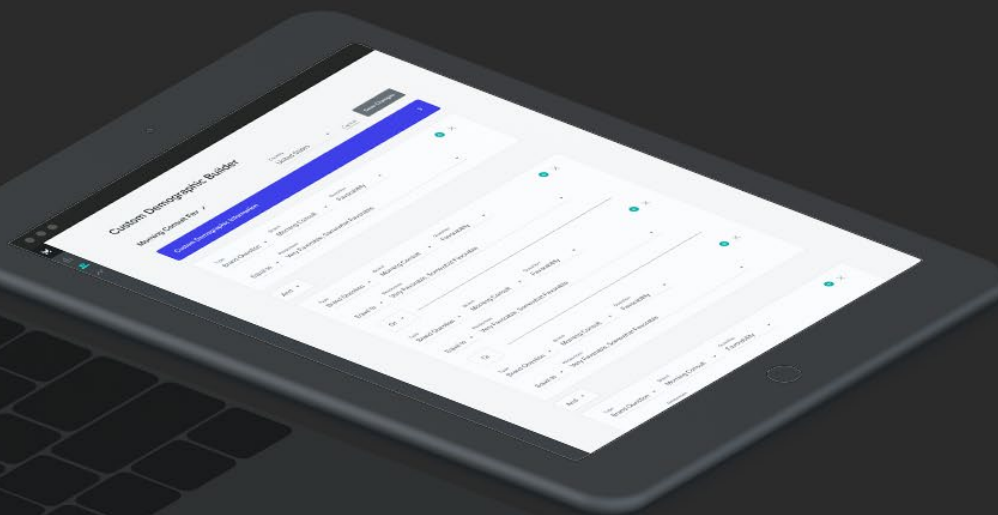 Custom Demographic Builder
Save Changes
Morning Consult Tier
Country
United States
Custom Demographic Information
Type
Brand
Question
Brand Question
Morning Consult
Favorability
Equal to
Very Favorable, Somewhat Favorable
And
Type
Brand
Question
Brand Question
Morning Consult
Favorability
Equal to
Very Favorable, Somewhat Favorable
Or
Type
Brand
Question
Brand Question
Morning Consult
Favorability
Equal to
Very Favorable, Somewhat Favorable
Or
Type
Brand
Question
Brand Question
Morning Consult
Favorability
Equal to
Very Favorable, Somewhat Favorable
And
Type
Brand
Question
Brand Question
Morning Consult
Favorability